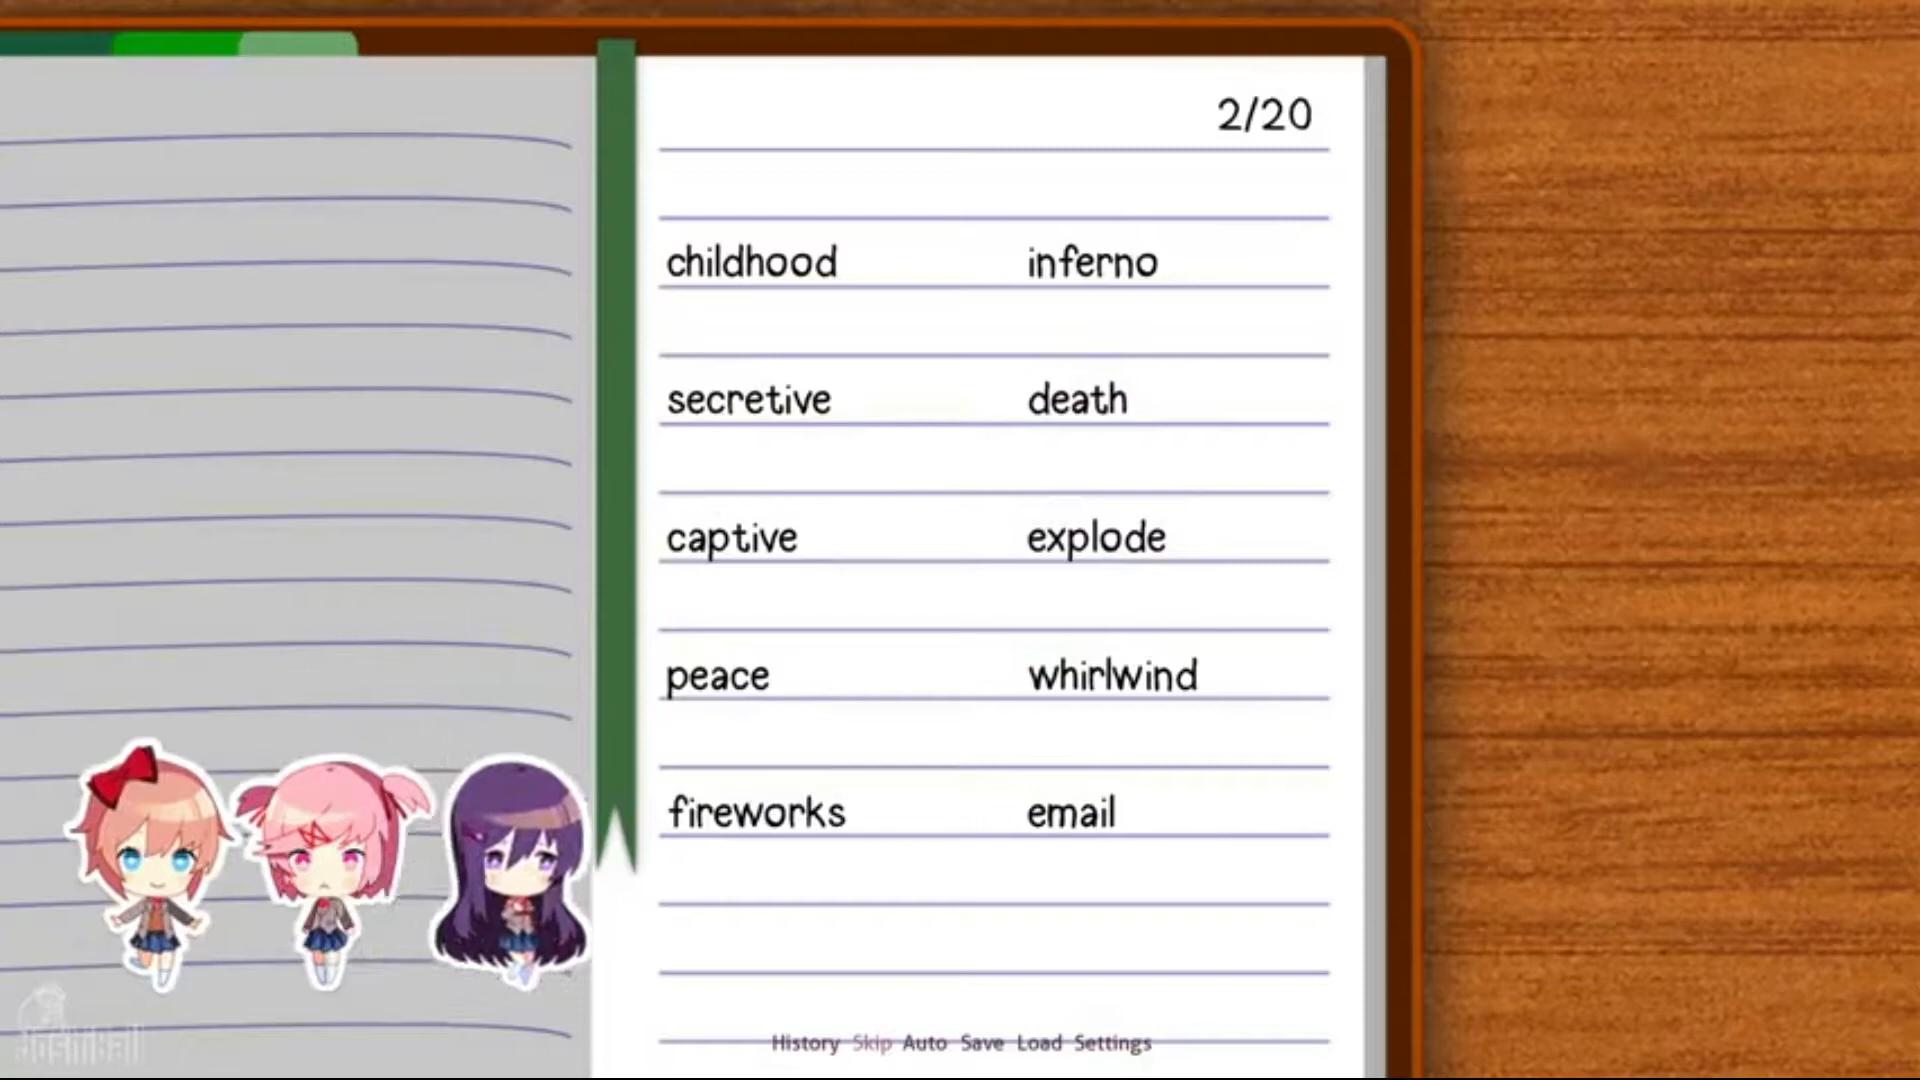 2/20
childhood inferno
secretive death
captive explode
peace whirlwind
fireworks email
History Skip Auto Save Load Settings